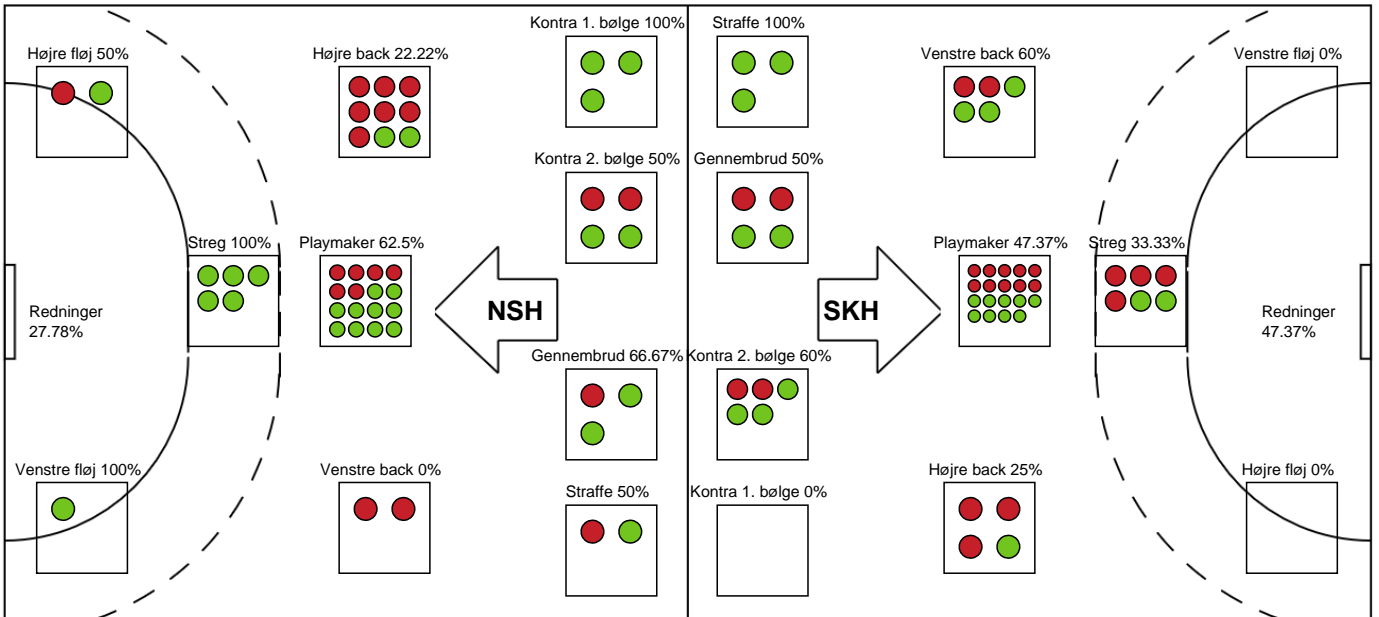 Kontra 1. bølge 100%
Straffe 100%
Højre fløj 50%
Højre back 22.22%
Venstre back 60%
Venstre fløj 0%
Kontra 2. bølge 50%
Gennembrud 50%
Streg 100%
Playmaker 62.5%
Playmaker 47.37%
Streg 33.33%
Redninger
27.78%
NSH
SKH
Redninger
47.37%
Gennembrud 66.67%
Kontra 2. bølge 60%
Venstre fløj 100%
Venstre back 0%
Højre back 25%
Højre fløj 0%
Straffe 50%
Kontra 1. bølge 0%